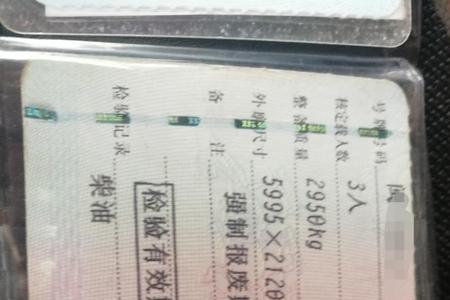 号牌号码
核定载人数 3人
整备质量 2950kg
外廓尺寸 5995×2120
备注 强制报废
检验有效
检验记录 柴油